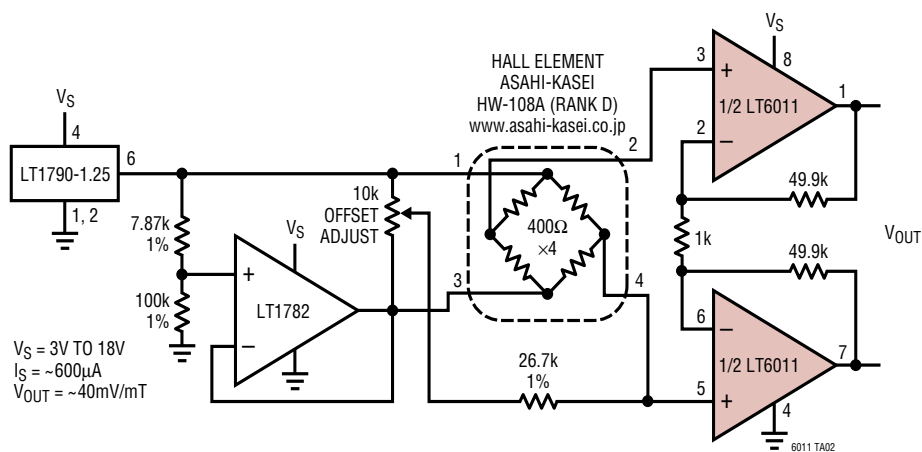 HALL ELEMENT
ASAHI-KASEI
HW-108A (RANK D)
www.asahi-kasei.co.jp
VS
4
LT1790-1.25
6
1, 2
7.87k
1%
100k
1%
VS
+
LT1782
−
10k
OFFSET
ADJUST
1
2
3
4
400Ω
×4
26.7k
1%
VS
8
3
+
1/2 LT6011
1
2
−
49.9k
1k
VOUT
49.9k
6
−
1/2 LT6011
7
5
+
4
VS = 3V TO 18V
IS = ~600μA
VOUT = ~40mV/mT
6011 TA02